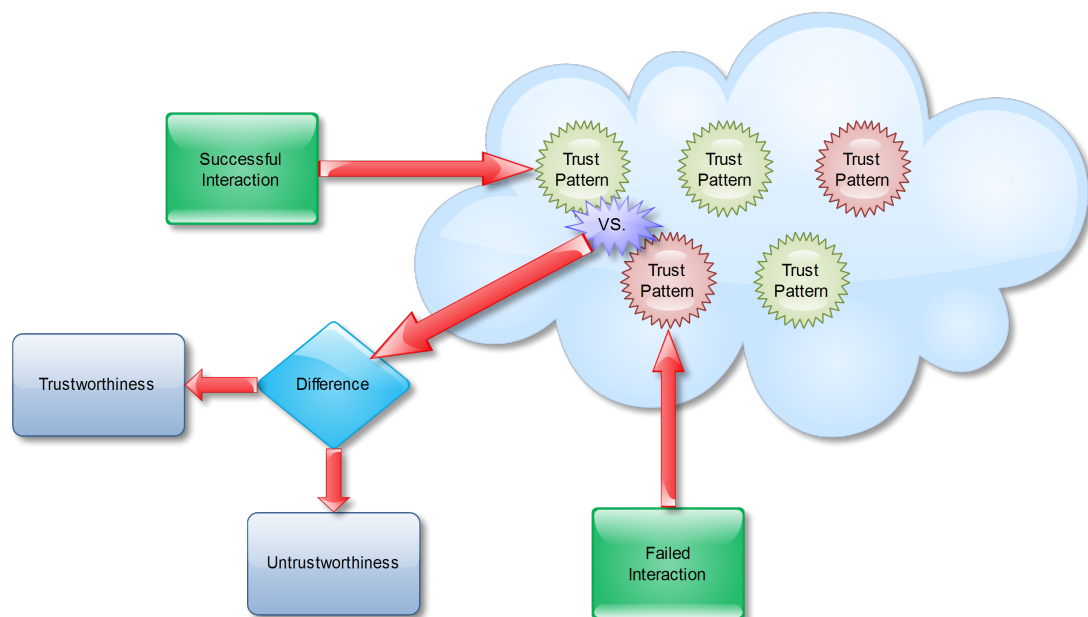 Successful
Interaction
Trust
Pattern
Trust
Pattern
Trust
Pattern
VS.
Trust
Pattern
Trust
Pattern
Trustworthiness
Difference
Untrustworthiness
Failed
Interaction